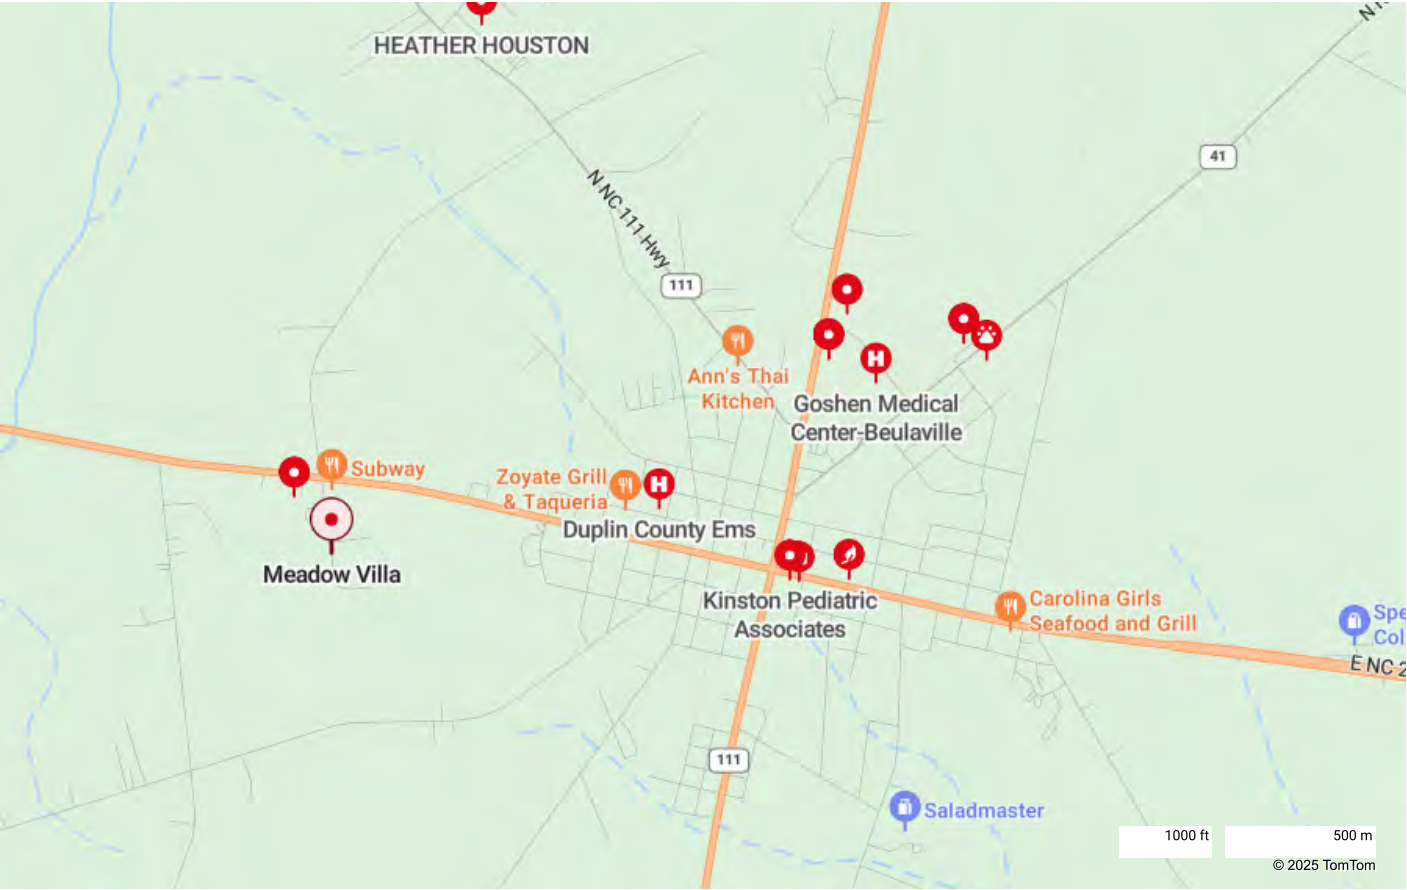 HEATHER HOUSTON
41
N NC 111 Hwy
111
Ann's Thai
Kitchen
Goshen Medical
Center-Beulaville
Subway
Zoyate Grill
& Taqueria
Duplin County Ems
Meadow Villa
Kinston Pediatric
Associates
Carolina Girls
Seafood and Grill
Spe
Col
E NC 2
111
Saladmaster
1000 ft
500 m
© 2025 TomTom